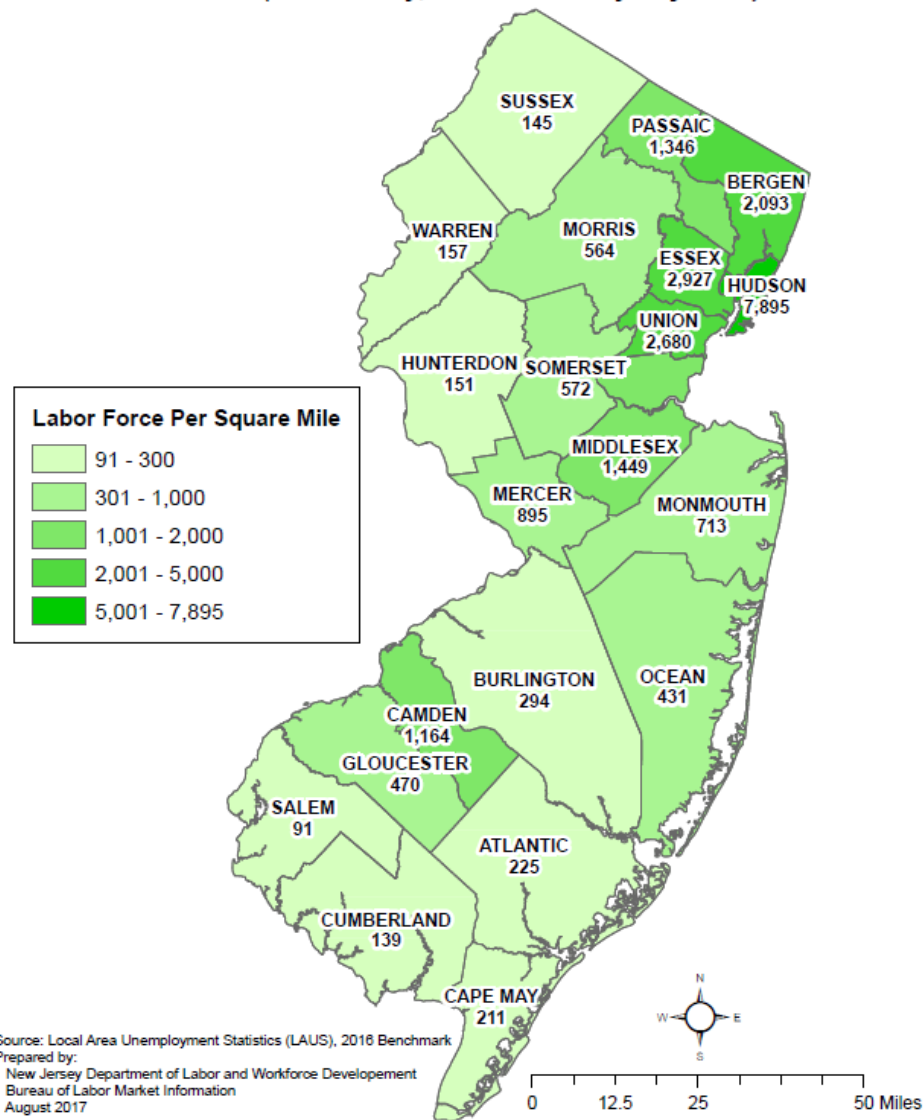 SUSSEX
145
PASSAIC
1,346
BERGEN
2,093
WARREN
157
MORRIS
564
ESSEX
2,927
HUDSON
7,895
UNION
2,680
HUNTERDON
151
SOMERSET
572
Labor Force Per Square Mile
91 - 300
301 - 1,000
1,001 - 2,000
2,001 - 5,000
5,001 - 7,895
MIDDLESEX
1,449
MERCER
895
MONMOUTH
713
BURLINGTON
294
OCEAN
431
CAMDEN
1,164
GLOUCESTER
470
SALEM
91
ATLANTIC
225
CUMBERLAND
139
CAPE MAY
211
N
W E
S
Source: Local Area Unemployment Statistics (LAUS), 2016 Benchmark
Prepared by:
New Jersey Department of Labor and Workforce Developement
Bureau of Labor Market Information
August 2017
0 12.5 25 50 Miles